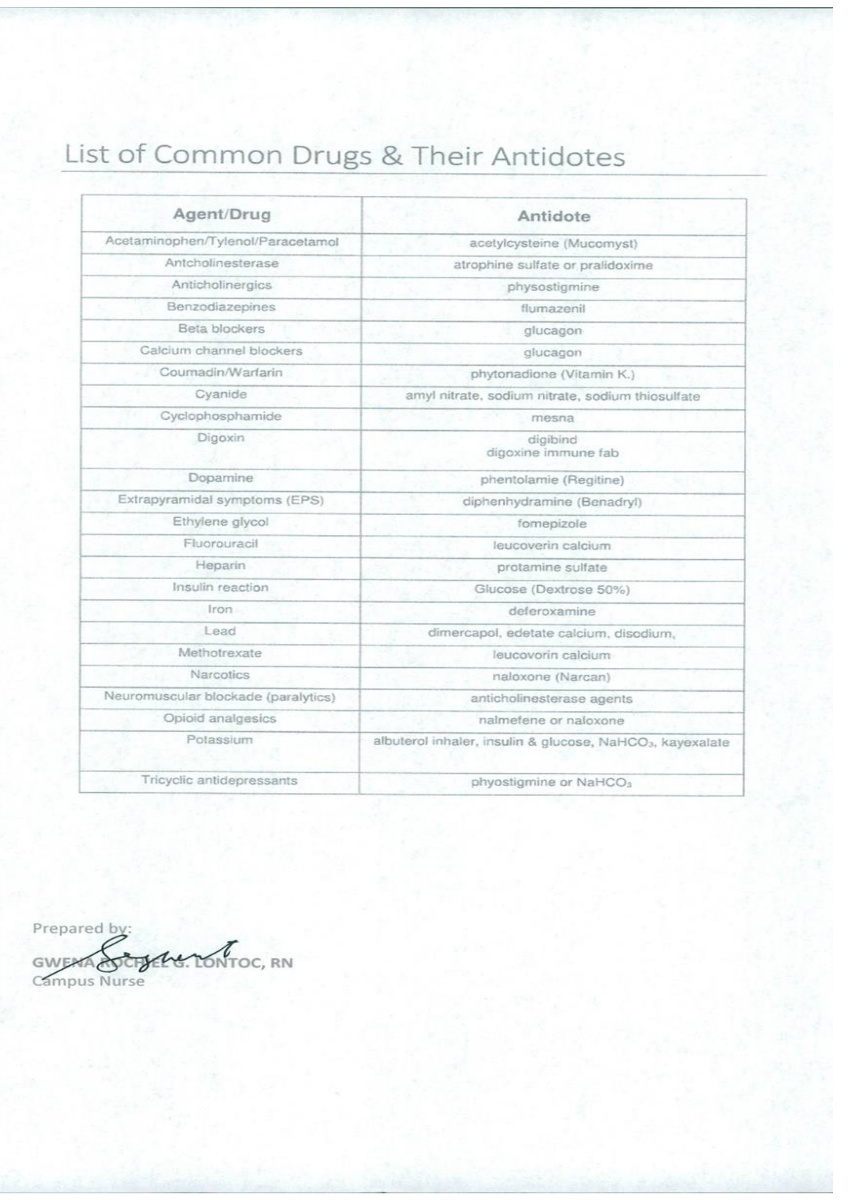 List of Common Drugs & Their Antidotes
Agent/Drug Antidote
Acetaminophen/Tylenol/Paracetamol acetylcysteine (Mucomyst)
Antcholinesterase atrophine sulfate or pralidoxime
Anticholinergics physostigmine
Benzodiazepines flumazenil
Beta blockers glucagon
Calcium channel blockers glucagon
Coumadin/Warfarin phytonadione (Vitamin K.)
Cyanide amyl nitrate, sodium nitrate, sodium thiosulfate
Cyclophosphamide mesna
Digoxin digibind
digoxine immune fab
Dopamine phentolamie (Regitine)
Extrapyramidal symptoms (EPS) diphenhydramine (Benadryl)
Ethylene glycol fomepizole
Fluorouracil leucoverin calcium
Heparin protamine sulfate
Insulin reaction Glucose (Dextrose 50%)
Iron deferoxamine
Lead dimercapol, edetate calcium, disodium,
Methotrexate leucovorin calcium
Narcotics naloxone (Narcan)
Neuromuscular blockade (paralytics) anticholinesterase agents
Opioid analgesics nalmefene or naloxone
Potassium albuterol inhaler, insulin & glucose, NaHCO₃, kayexalate
Tricyclic antidepressants phyostigmine or NaHCO₃
Prepared by:
GWENA ROCHEL G. LONTOC, RN
Campus Nurse